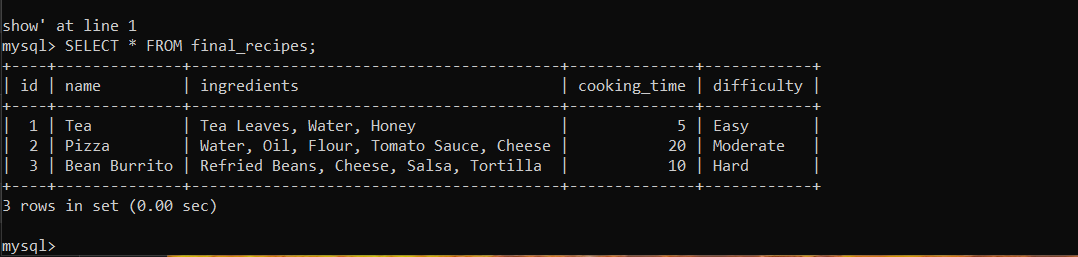 show' at line 1
mysql> SELECT * FROM final_recipes;
+----+--------------+-----------------------------------------+--------------+------------+
| id | name         | ingredients                             | cooking_time | difficulty |
+----+--------------+-----------------------------------------+--------------+------------+
|  1 | Tea          | Tea Leaves, Water, Honey                |            5 | Easy       |
|  2 | Pizza        | Water, Oil, Flour, Tomato Sauce, Cheese |           20 | Moderate   |
|  3 | Bean Burrito | Refried Beans, Cheese, Salsa, Tortilla  |           10 | Hard       |
+----+--------------+-----------------------------------------+--------------+------------+
3 rows in set (0.00 sec)
mysql>